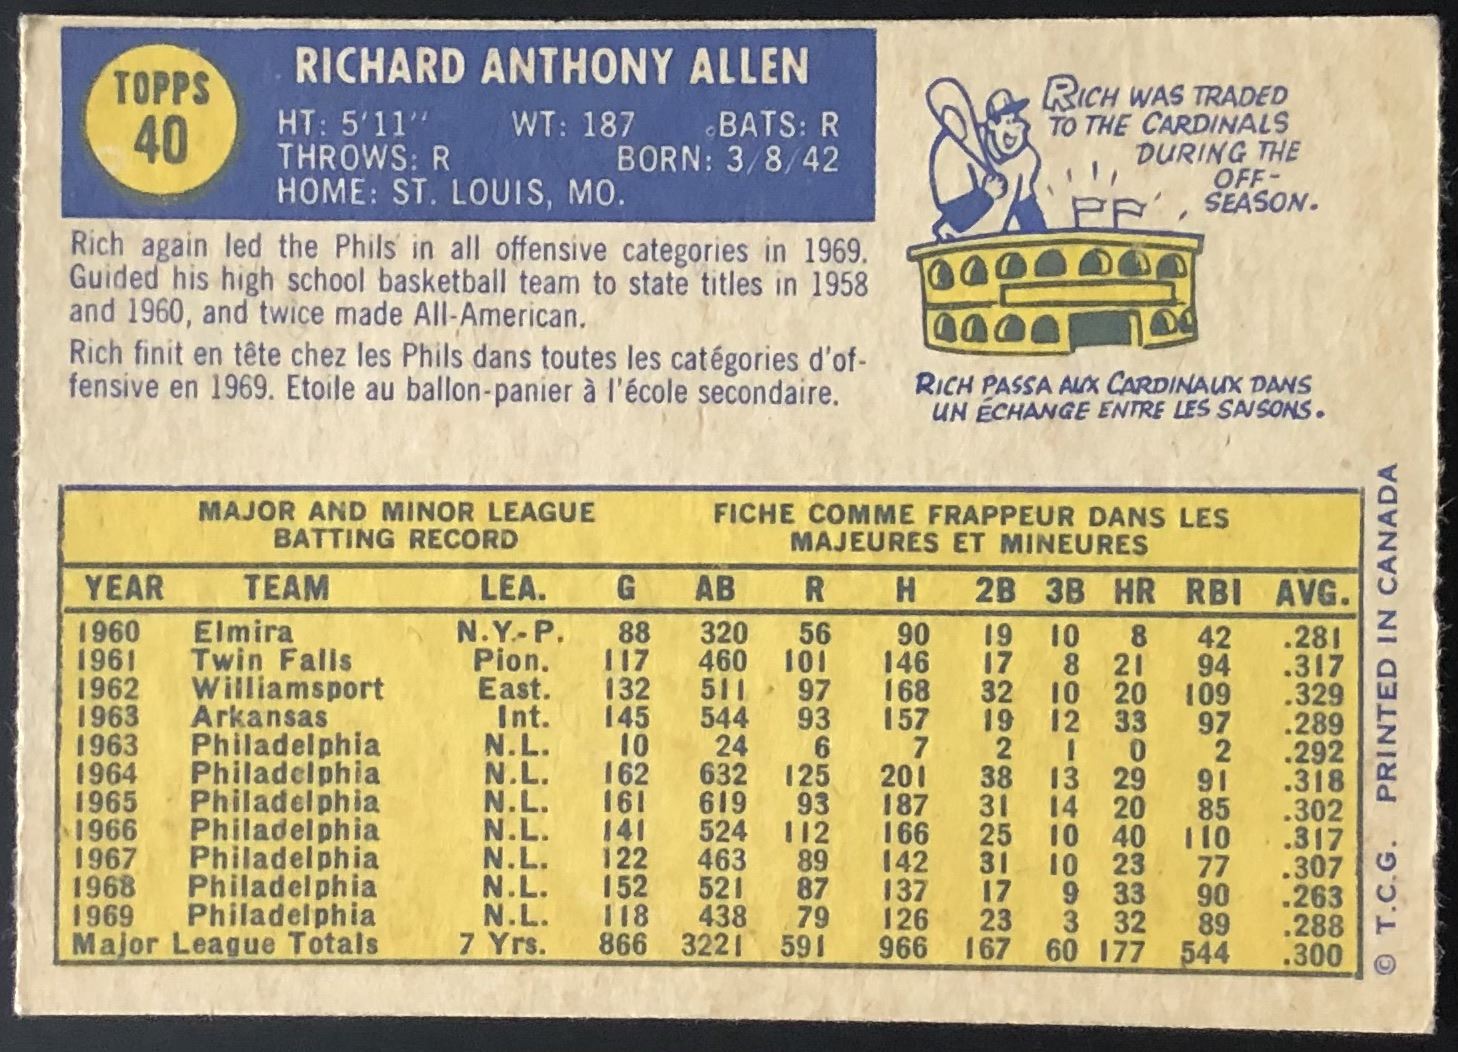 TOPPS
40
RICHARD ANTHONY ALLEN
HT: 5'11" WT: 187 BATS: R
THROWS: R BORN: 3/8/42
HOME: ST. LOUIS, MO.
Rich again led the Phils in all offensive categories in 1969.
Guided his high school basketball team to state titles in 1958
and 1960, and twice made All-American.
Rich finit en tête chez les Phils dans toutes les catégories d'of-
fensive en 1969. Etoile au ballon-panier à l'école secondaire.
RICH WAS TRADED
TO THE CARDINALS
DURING THE
OFF-
SEASON.
RICH PASSA AUX CARDINAUX DANS
UN ÉCHANGE ENTRE LES SAISONS.
MAJOR AND MINOR LEAGUE
BATTING RECORD
FICHE COMME FRAPPEUR DANS LES
MAJEURES ET MINEURES
YEAR TEAM LEA. G AB R H 2B 3B HR RBI AVG.
1960 Elmira N.Y.-P. 88 320 56 90 19 10 8 42 .281
1961 Twin Falls Pion. 117 460 101 146 17 8 21 94 .317
1962 Williamsport East. 132 511 97 168 32 10 20 109 .329
1963 Arkansas Int. 145 544 93 157 19 12 33 97 .289
1963 Philadelphia N.L. 10 24 6 7 2 1 0 2 .292
1964 Philadelphia N.L. 162 632 125 201 38 13 29 91 .318
1965 Philadelphia N.L. 161 619 93 187 31 14 20 85 .302
1966 Philadelphia N.L. 141 524 112 166 25 10 40 110 .317
1967 Philadelphia N.L. 122 463 89 142 31 10 23 77 .307
1968 Philadelphia N.L. 152 521 87 137 17 9 33 90 .263
1969 Philadelphia N.L. 118 438 79 126 23 3 32 89 .288
Major League Totals 7 Yrs. 866 3221 591 966 167 60 177 544 .300
© T.C.G. PRINTED IN CANADA